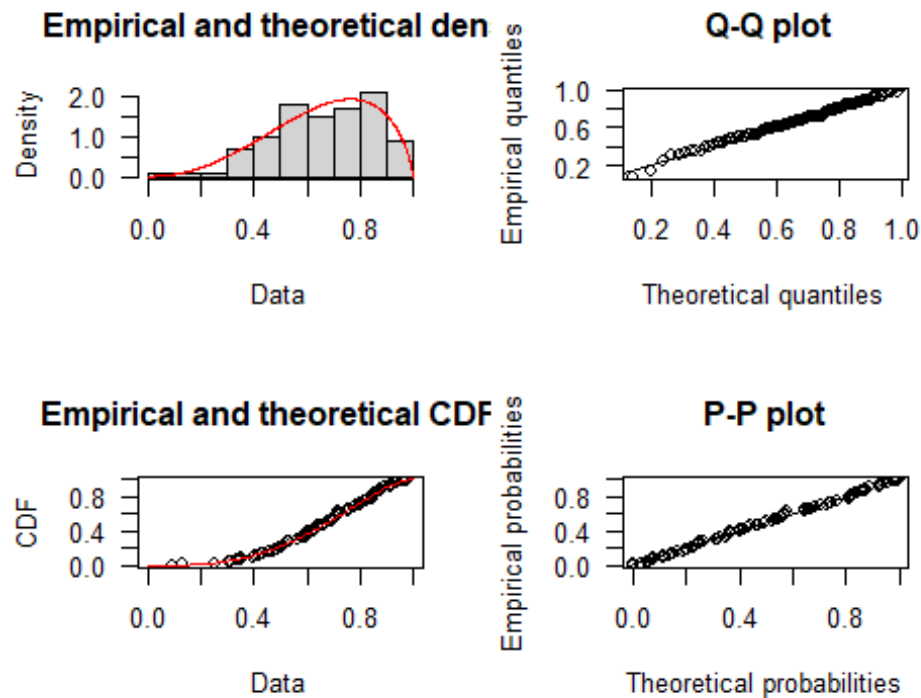 Empirical and theoretical den
Density
0.0 1.0 2.0
0.0 0.4 0.8
Data
Q-Q plot
Empirical quantiles
0.2 0.6 1.0
0.2 0.4 0.6 0.8 1.0
Theoretical quantiles
Empirical and theoretical CDF
CDF
0.0 0.4 0.8
0.0 0.4 0.8
Data
P-P plot
Empirical probabilities
0.0 0.4 0.8
0.0 0.4 0.8
Theoretical probabilities